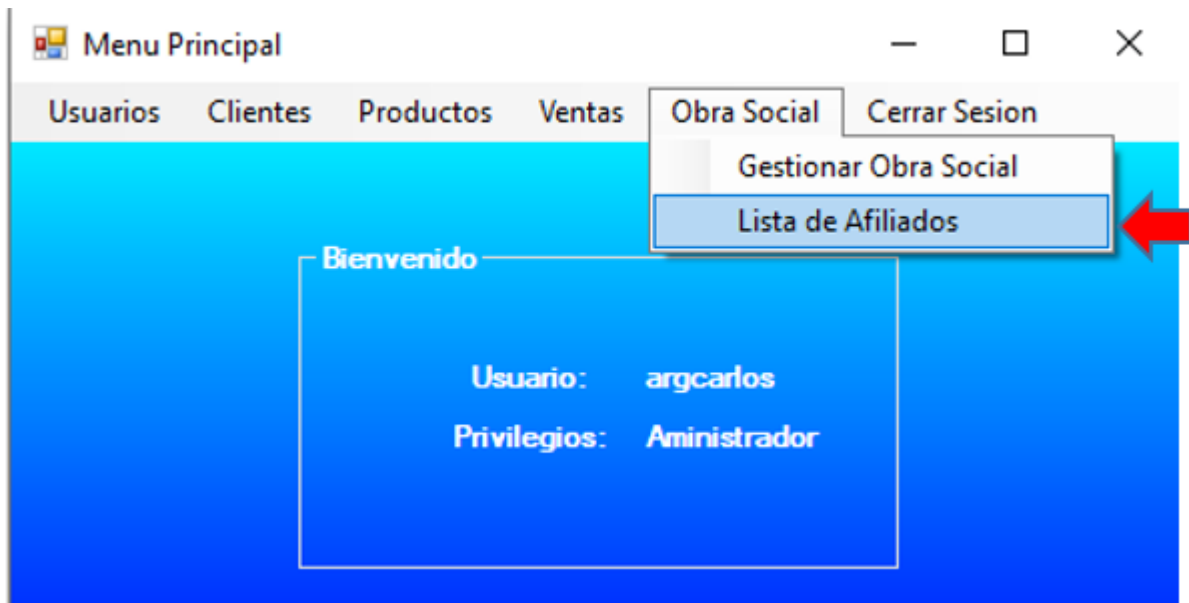 Menu Principal
Usuarios Clientes Productos Ventas Obra Social Cerrar Sesion
Gestionar Obra Social
Lista de Afiliados
Bienvenido
Usuario: argcarlos
Privilegios: Aministrador